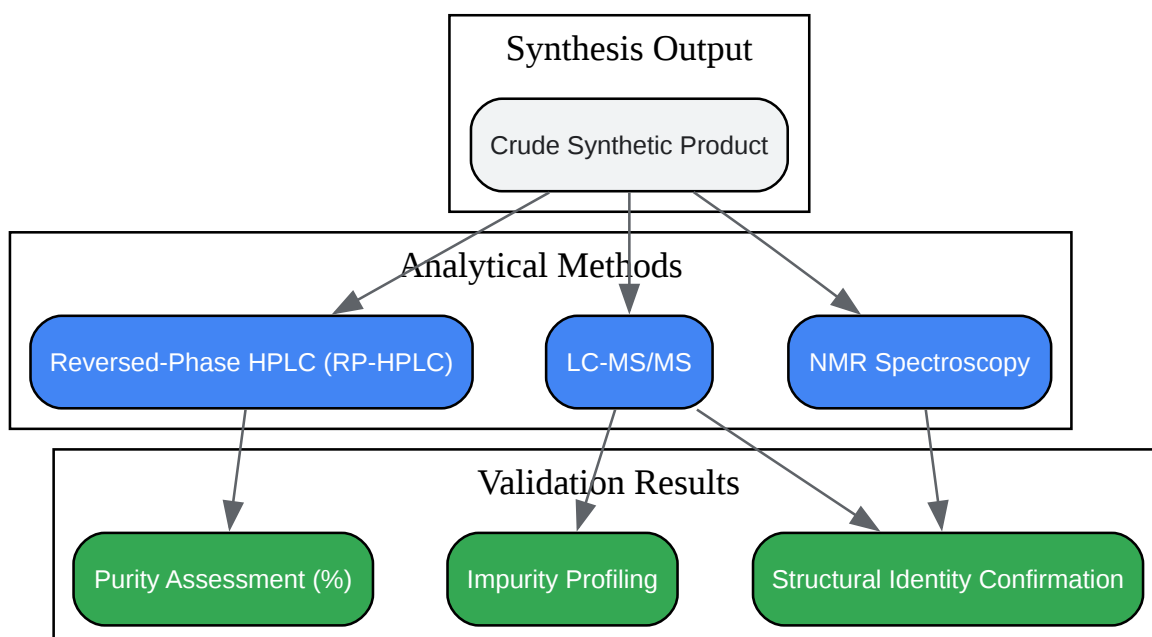 Synthesis Output
Crude Synthetic Product
Analytical Methods
Reversed-Phase HPLC (RP-HPLC)
LC-MS/MS
NMR Spectroscopy
Validation Results
Purity Assessment (%)
Impurity Profiling
Structural Identity Confirmation